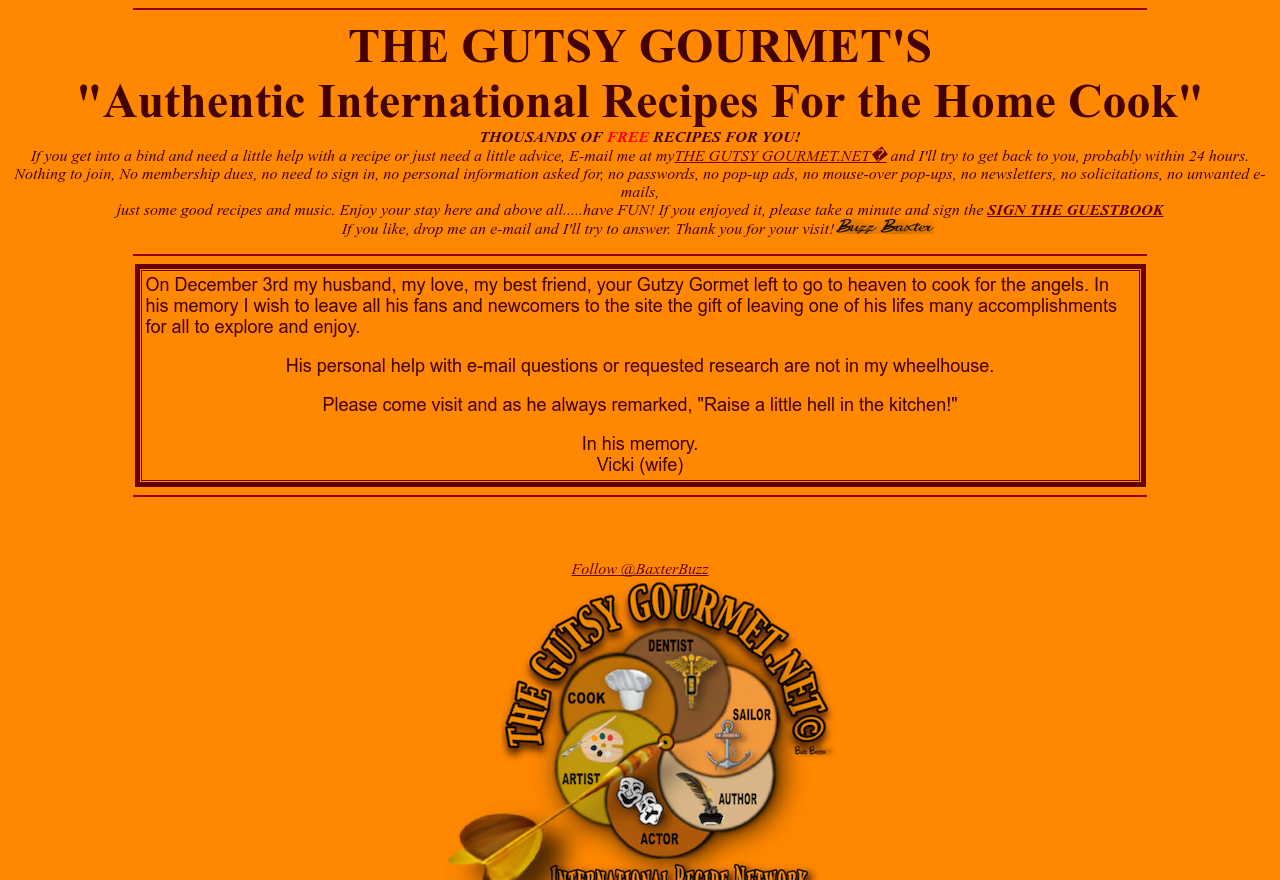 THE GUTSY GOURMET'S
"Authentic International Recipes For the Home Cook"
THOUSANDS OF FREE RECIPES FOR YOU!
If you get into a bind and need a little help with a recipe or just need a little advice, E-mail me at myTHE GUTSY GOURMET.NET� and I'll try to get back to you, probably within 24 hours.
Nothing to join, No membership dues, no need to sign in, no personal information asked for, no passwords, no pop-up ads, no mouse-over pop-ups, no newsletters, no solicitations, no unwanted e-
mails,
just some good recipes and music. Enjoy your stay here and above all.....have FUN! If you enjoyed it, please take a minute and sign the SIGN THE GUESTBOOK
If you like, drop me an e-mail and I'll try to answer. Thank you for your visit! Buzz Baxter
On December 3rd my husband, my love, my best friend, your Gutzy Gormet left to go to heaven to cook for the angels. In
his memory I wish to leave all his fans and newcomers to the site the gift of leaving one of his lifes many accomplishments
for all to explore and enjoy.
His personal help with e-mail questions or requested research are not in my wheelhouse.
Please come visit and as he always remarked, "Raise a little hell in the kitchen!"
In his memory.
Vicki (wife)
Follow @BaxterBuzz
THE GUTSY GOURMET.NET©
DENTIST
COOK
SAILOR
Buzz Baxter
ARTIST
AUTHOR
ACTOR
INTERNATIONAL RECIPE NETWORK